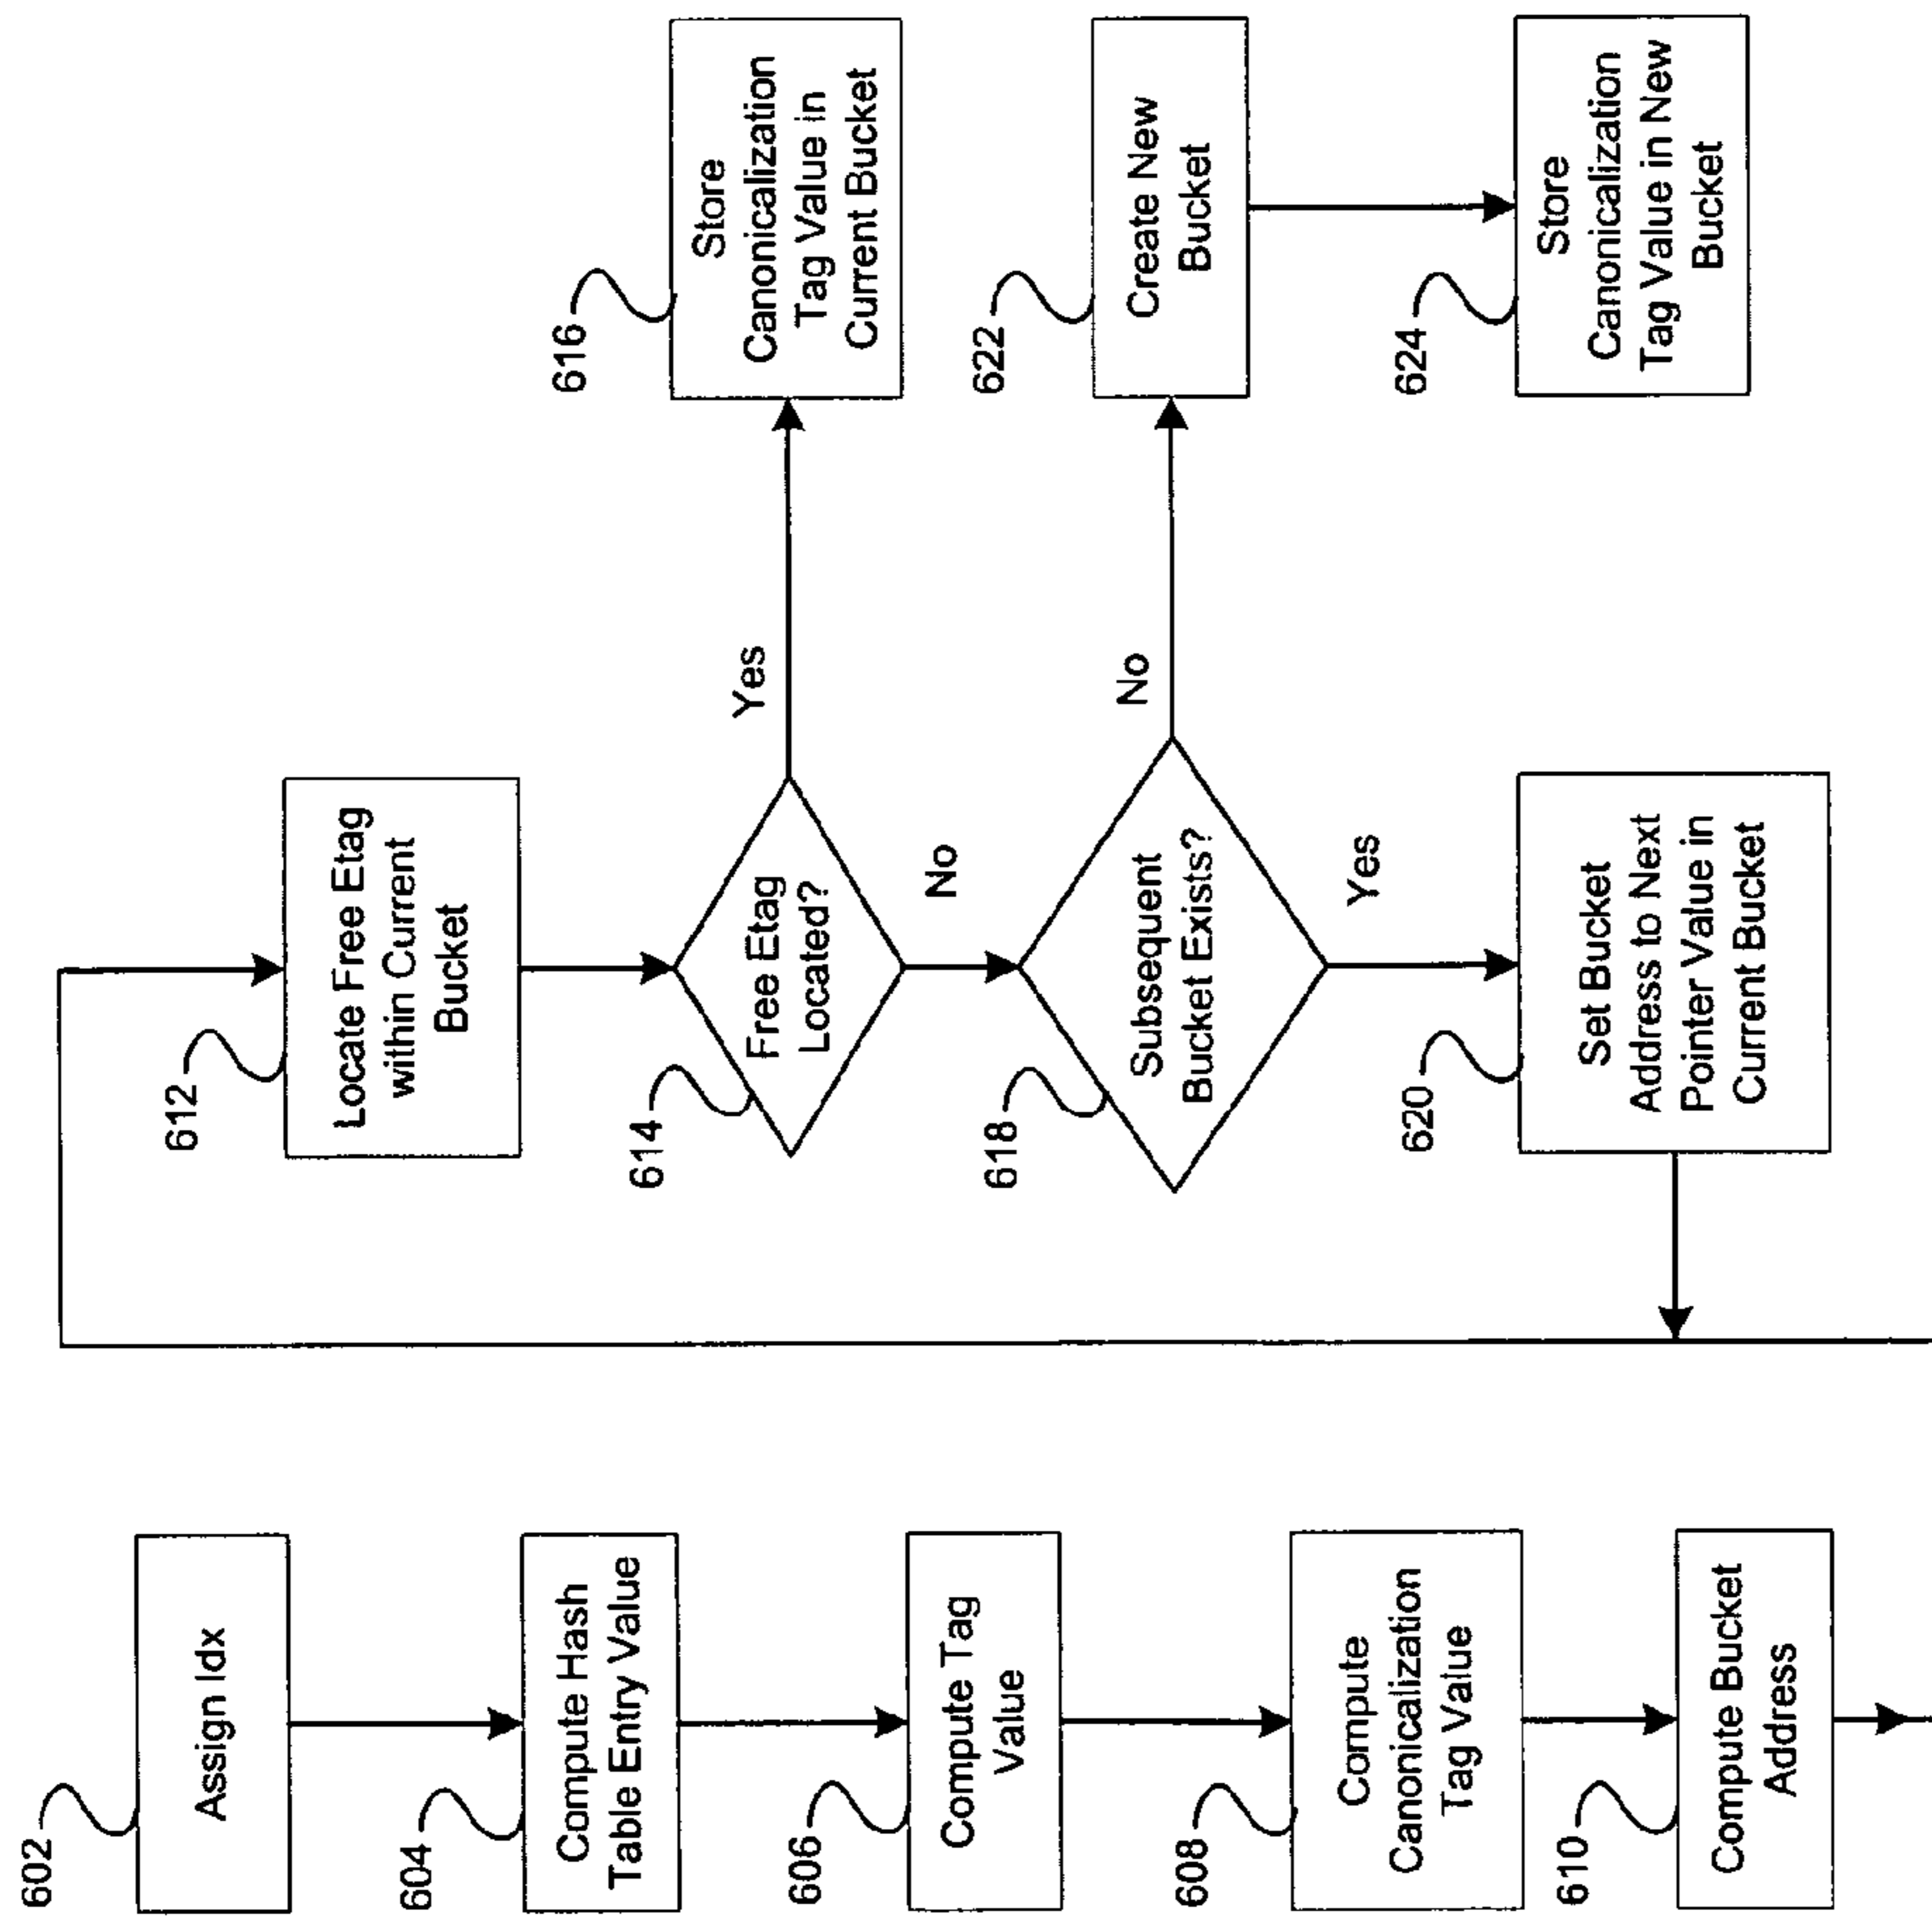 602
Assign Idx
604
Compute Hash
Table Entry Value
606
Compute Tag
Value
608
Compute
Canonicalization
Tag Value
610
Compute Bucket
Address
612
Locate Free Etag
within Current
Bucket
614
Free Etag
Located?
Yes
No
616
Store
Canonicalization
Tag Value in
Current Bucket
618
Subsequent
Bucket Exists?
No
Yes
620
Set Bucket
Address to Next
Pointer Value in
Current Bucket
622
Create New
Bucket
624
Store
Canonicalization
Tag Value in New
Bucket